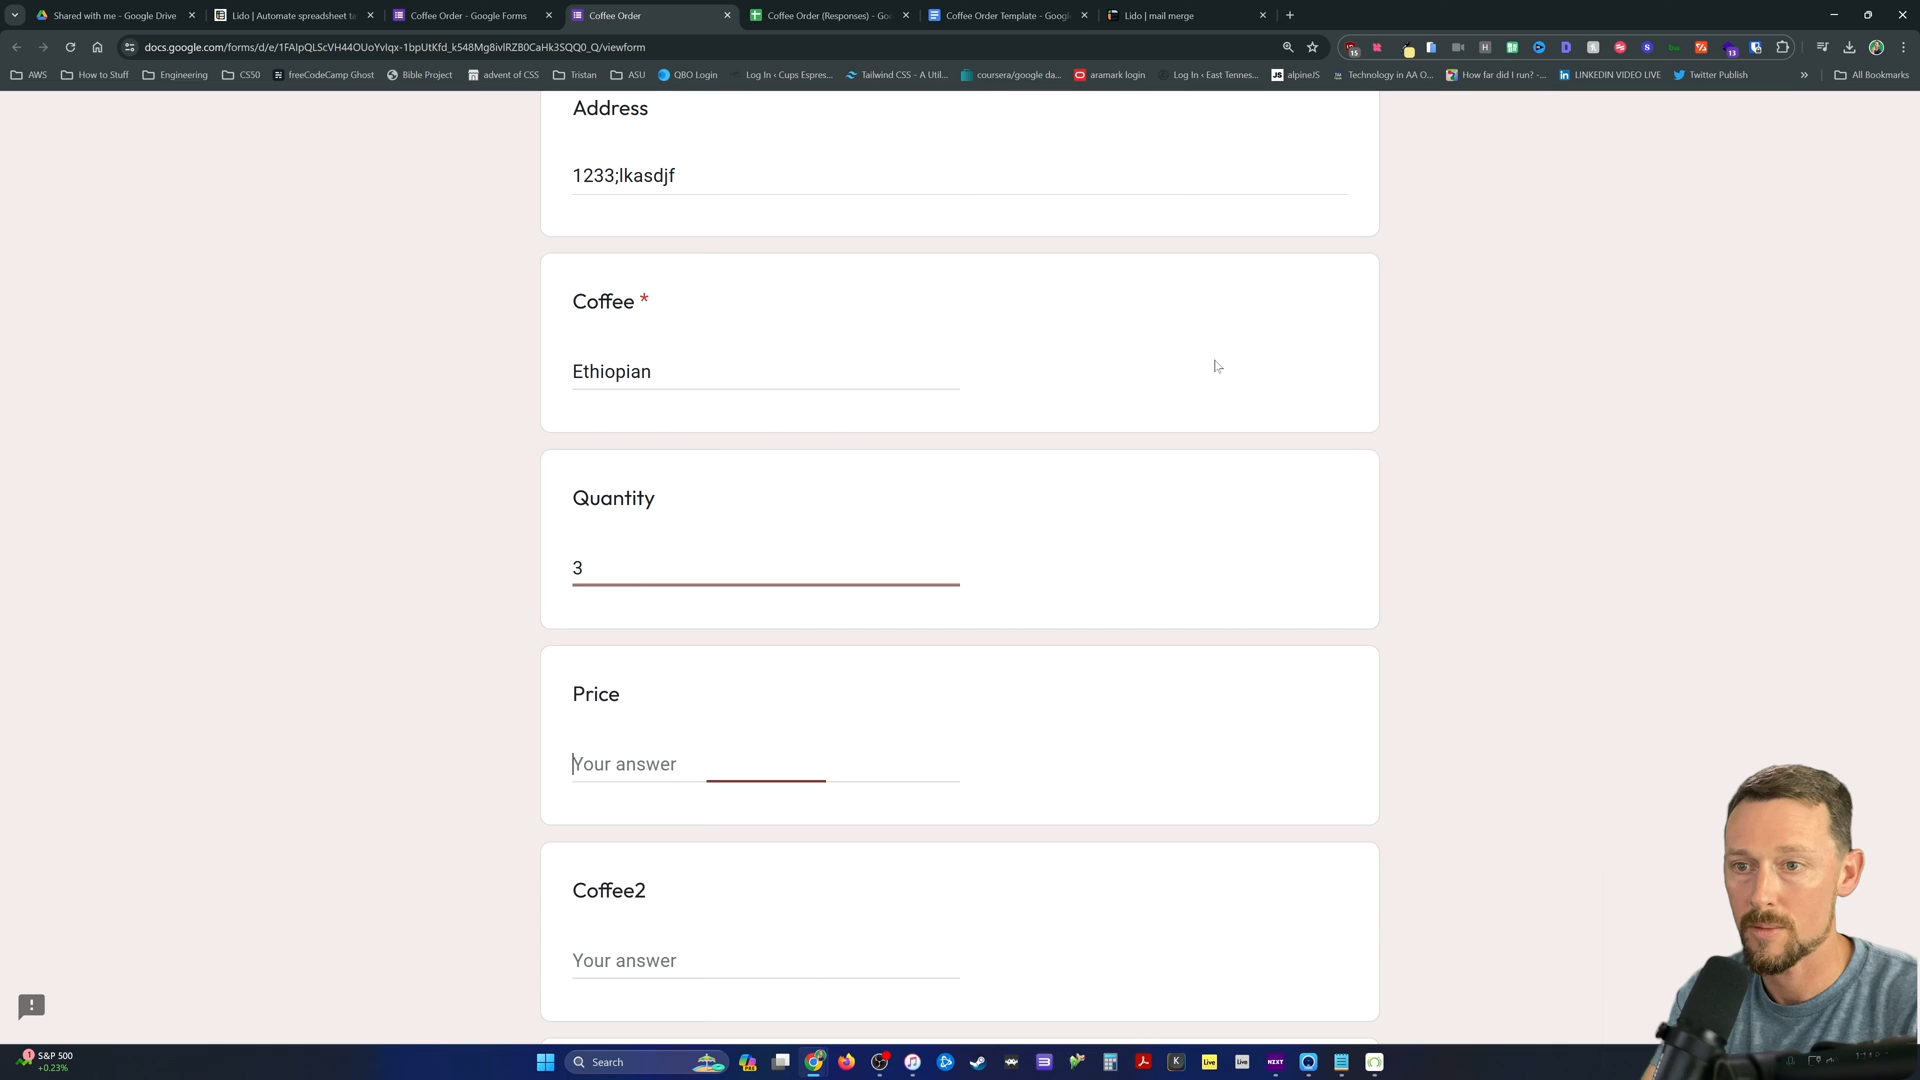 Shared with me - Google Drive
Lido | Automate spreadsheet ta
Coffee Order - Google Forms
Coffee Order
Coffee Order (Responses) - Goo
Coffee Order Template - Google
Lido | mail merge
docs.google.com/forms/d/e/1FAIpQLScVH44OUoYvIqx-1bpUtKfd_k548Mg8ivlRZB0CaHk3SQQ0_Q/viewform
AWS
How to Stuff
Engineering
CS50
freeCodeCamp Ghost
Bible Project
advent of CSS
Tristan
ASU
QBO Login
Log In ‹ Cups Espres...
Tailwind CSS - A Util...
coursera/google da...
aramark login
Log In ‹ East Tennes...
alpineJS
Technology in AA O...
How far did I run? -...
LINKEDIN VIDEO LIVE
Twitter Publish
All Bookmarks
Address
1233;lkasdjf
Coffee *
Ethiopian
Quantity
3
Price
Your answer
Coffee2
Your answer
S&P 500
+0.23%
Search